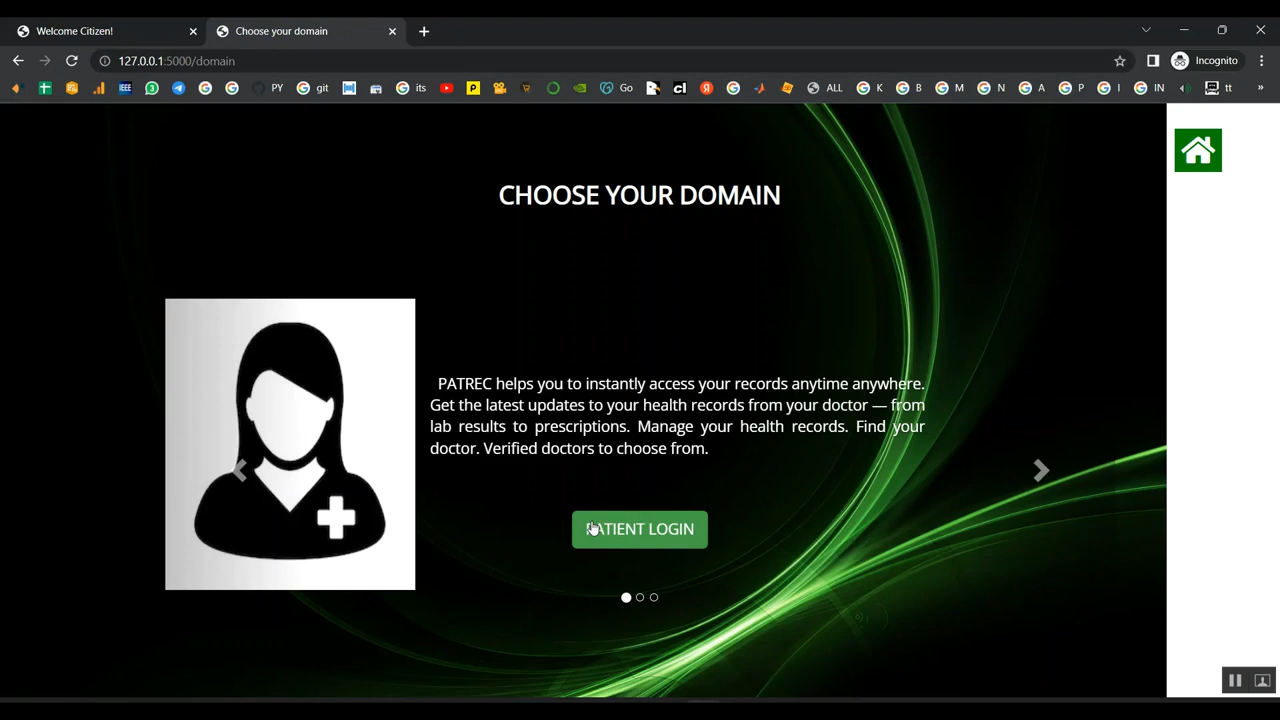 Welcome Citizen!
Choose your domain
127.0.0.1:5000/domain
Incognito
IEEE
3
PY
git
its
Go
ALL
K
B
M
N
A
P
I
IN
tt
CHOOSE YOUR DOMAIN
PATREC helps you to instantly access your records anytime anywhere.
Get the latest updates to your health records from your doctor — from
lab results to prescriptions. Manage your health records. Find your
doctor. Verified doctors to choose from.
PATIENT LOGIN